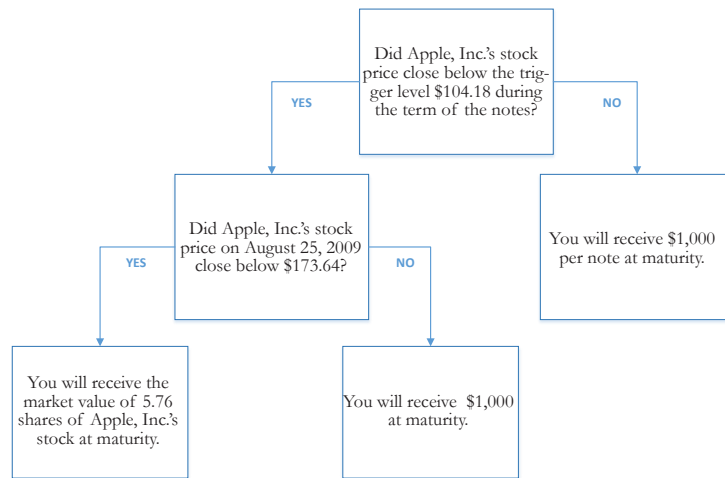 Did Apple, Inc.'s stock
price close below the trig-
ger level $104.18 during
the term of the notes?
YES
NO
Did Apple, Inc.'s stock
price on August 25, 2009
close below $173.64?
You will receive $1,000
per note at maturity.
YES
NO
You will receive the
market value of 5.76
shares of Apple, Inc.'s
stock at maturity.
You will receive $1,000
at maturity.